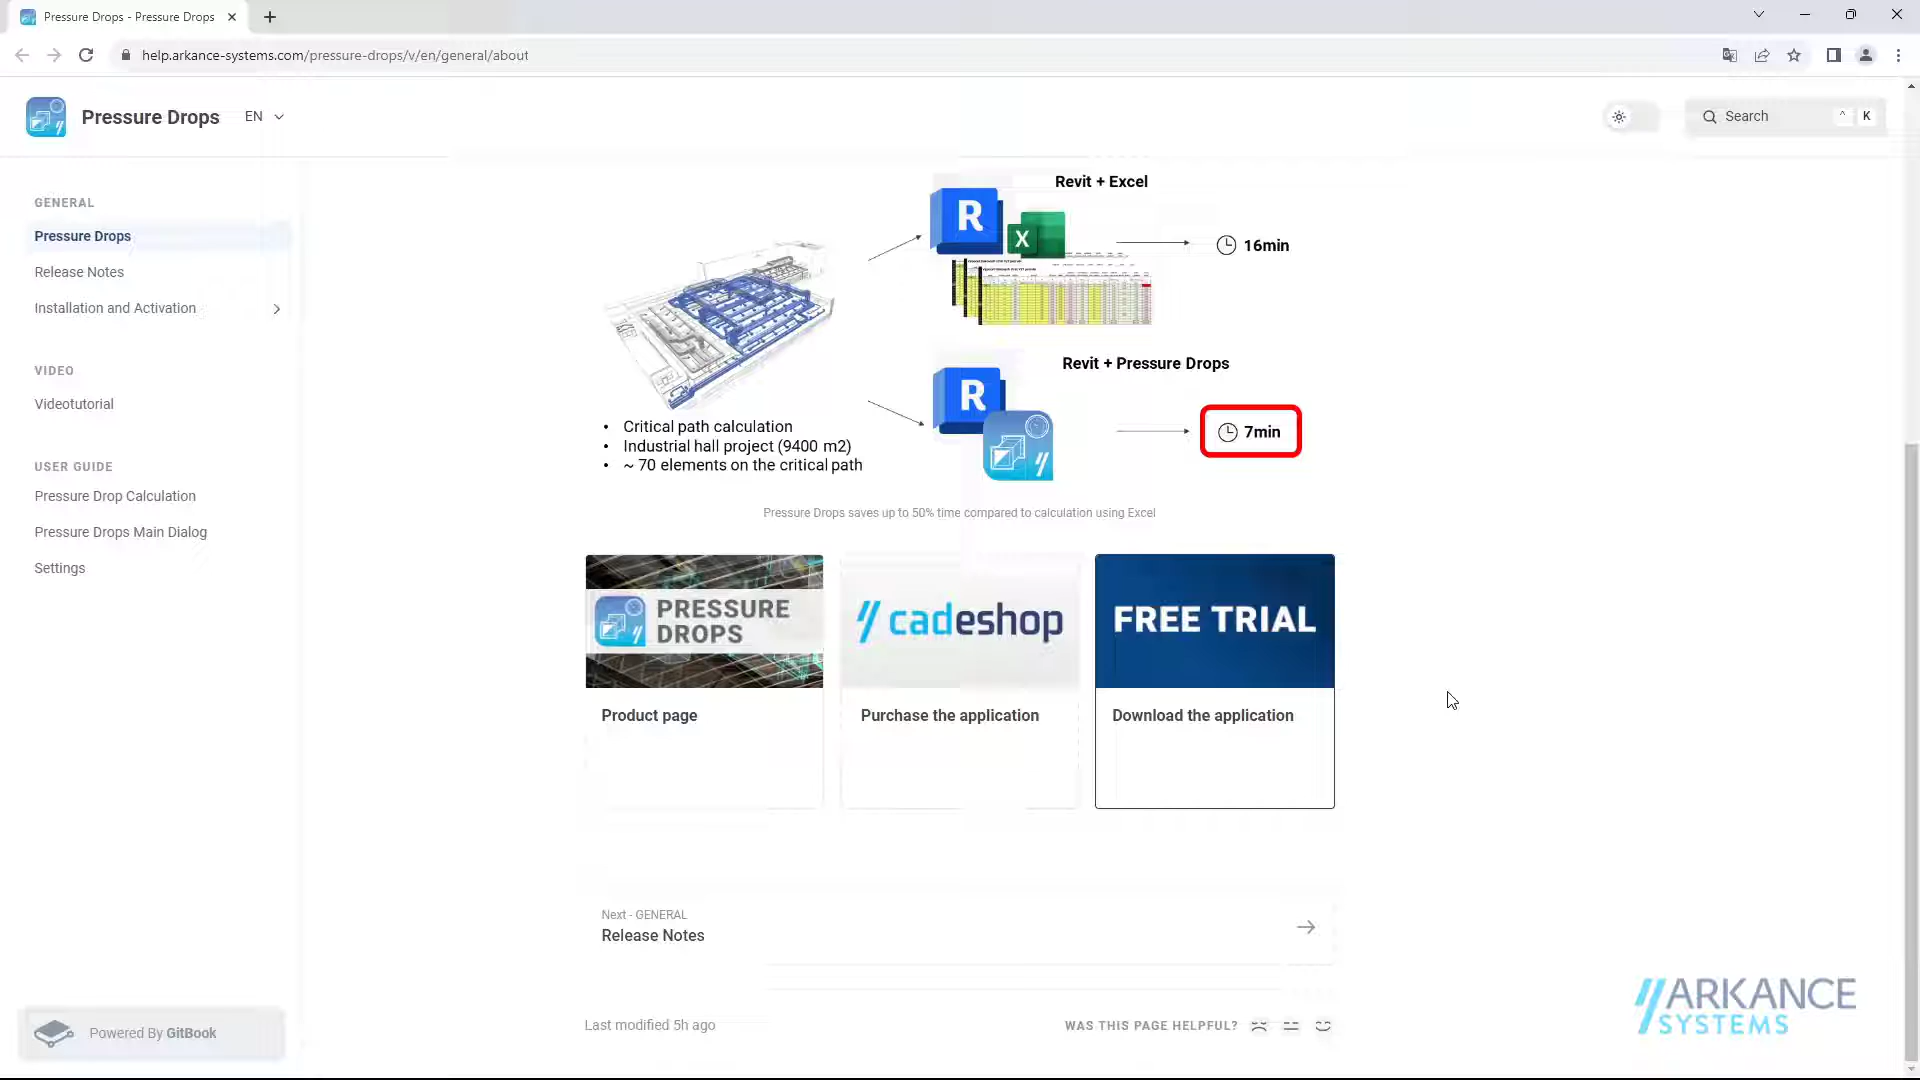 Pressure Drops - Pressure Drops
help.arkance-systems.com/pressure-drops/v/en/general/about
Pressure Drops
EN
Search
^ K
GENERAL
Pressure Drops
Release Notes
Installation and Activation
VIDEO
Videotutorial
USER GUIDE
Pressure Drop Calculation
Pressure Drops Main Dialog
Settings
Powered By GitBook
Revit + Excel
R
X
16min
Revit + Pressure Drops
R
7min
• Critical path calculation
• Industrial hall project (9400 m2)
• ~ 70 elements on the critical path
Pressure Drops saves up to 50% time compared to calculation using Excel
PRESSURE
DROPS
Product page
cadeshop
Purchase the application
FREE TRIAL
Download the application
Next - GENERAL
Release Notes
Last modified 5h ago
WAS THIS PAGE HELPFUL?
ARKANCE
SYSTEMS